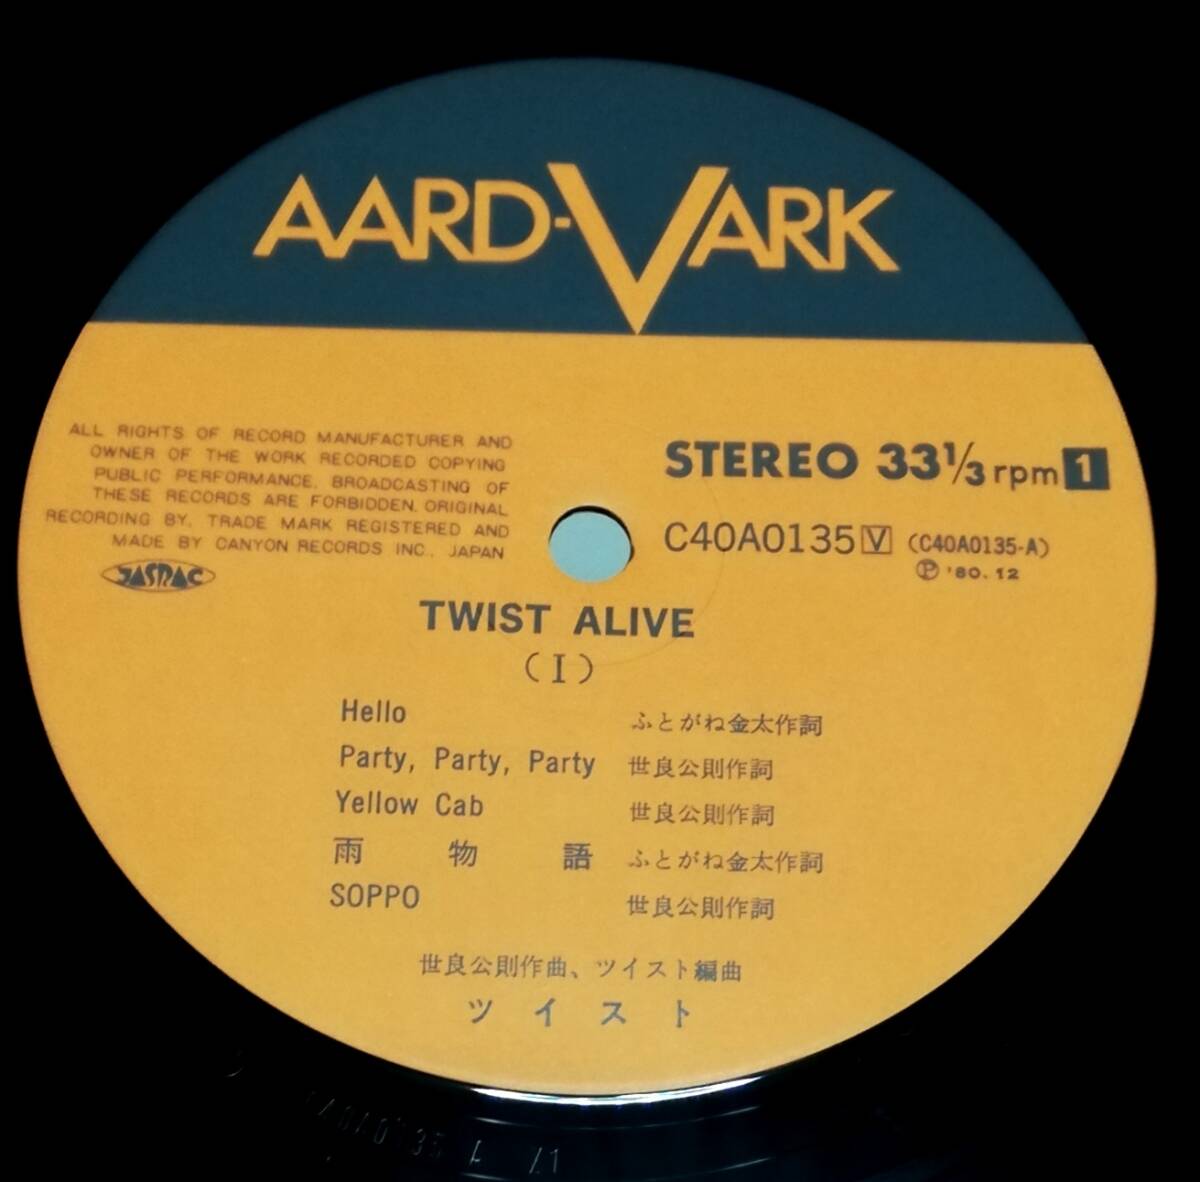 AARD-VARK
ALL RIGHTS OF RECORD MANUFACTURER AND
OWNER OF THE WORK RECORDED COPYING
PUBLIC PERFORMANCE. BROADCASTING OF
THESE RECORDS ARE FORBIDDEN. ORIGINAL
RECORDING BY, TRADE MARK REGISTERED AND
MADE BY CANYON RECORDS INC., JAPAN
JASRAC
STEREO 33 1/3 rpm 1
C40A0135 V (C40A0135-A)
Ⓟ '80. 12
TWIST ALIVE
(I)
Hello ふとがね金太作詞
Party, Party, Party 世良公則作詞
Yellow Cab 世良公則作詞
雨物語 ふとがね金太作詞
SOPPO 世良公則作詞
世良公則作曲、ツイスト編曲
ツイスト